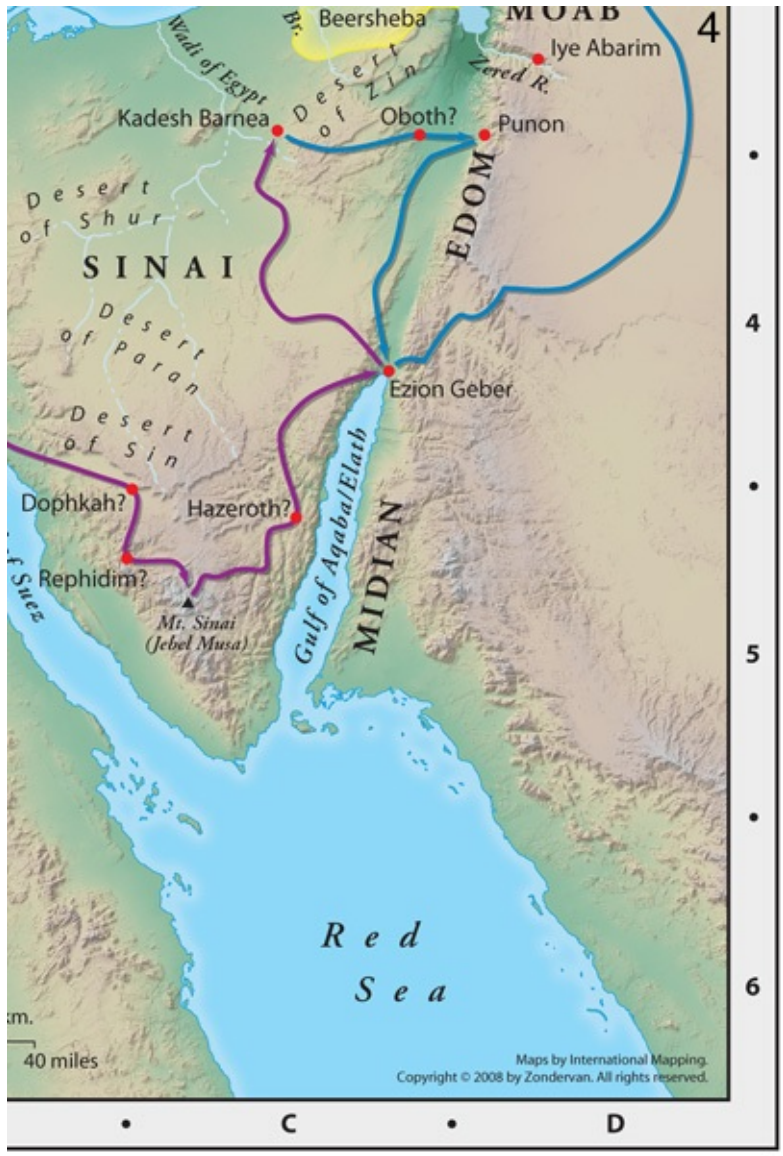 MOAB
4
Beersheba
Br.
Wadi of Egypt
Iye Abarim
Zered R.
Desert
of Zin
Kadesh Barnea
Oboth?
Punon
Desert
of Shur
EDOM
SINAI
4
Desert
of Paran
Ezion Geber
Desert
of Sin
Dophkah?
Hazeroth?
Gulf of Aqaba/Elath
MIDIAN
Rephidim?
f Suez
Mt. Sinai
(Jebel Musa)
5
Red
Sea
6
km.
40 miles
Maps by International Mapping.
Copyright © 2008 by Zondervan. All rights reserved.
C
D